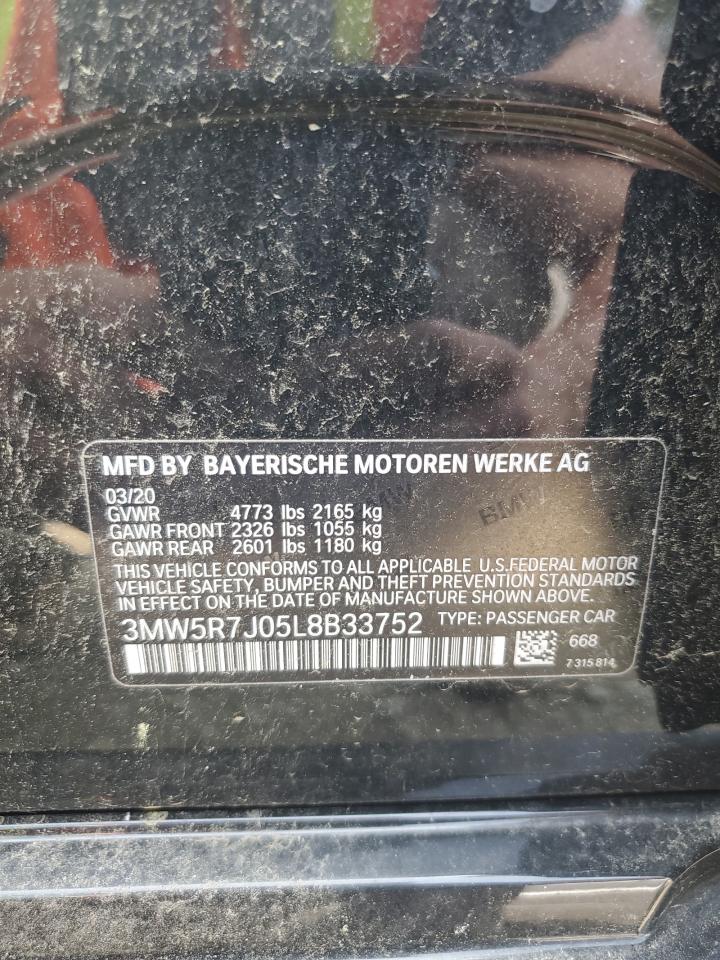 MFD BY BAYERISCHE MOTOREN WERKE AG
03/20
GVWR 4773 lbs 2165 kg
GAWR FRONT 2326 lbs 1055 kg
GAWR REAR 2601 lbs 1180 kg
THIS VEHICLE CONFORMS TO ALL APPLICABLE U.S.FEDERAL MOTOR
VEHICLE SAFETY, BUMPER AND THEFT PREVENTION STANDARDS
IN EFFECT ON THE DATE OF MANUFACTURE SHOWN ABOVE.
3MW5R7J05L8B33752 TYPE: PASSENGER CAR
668
7 315 814
BMW
BMW